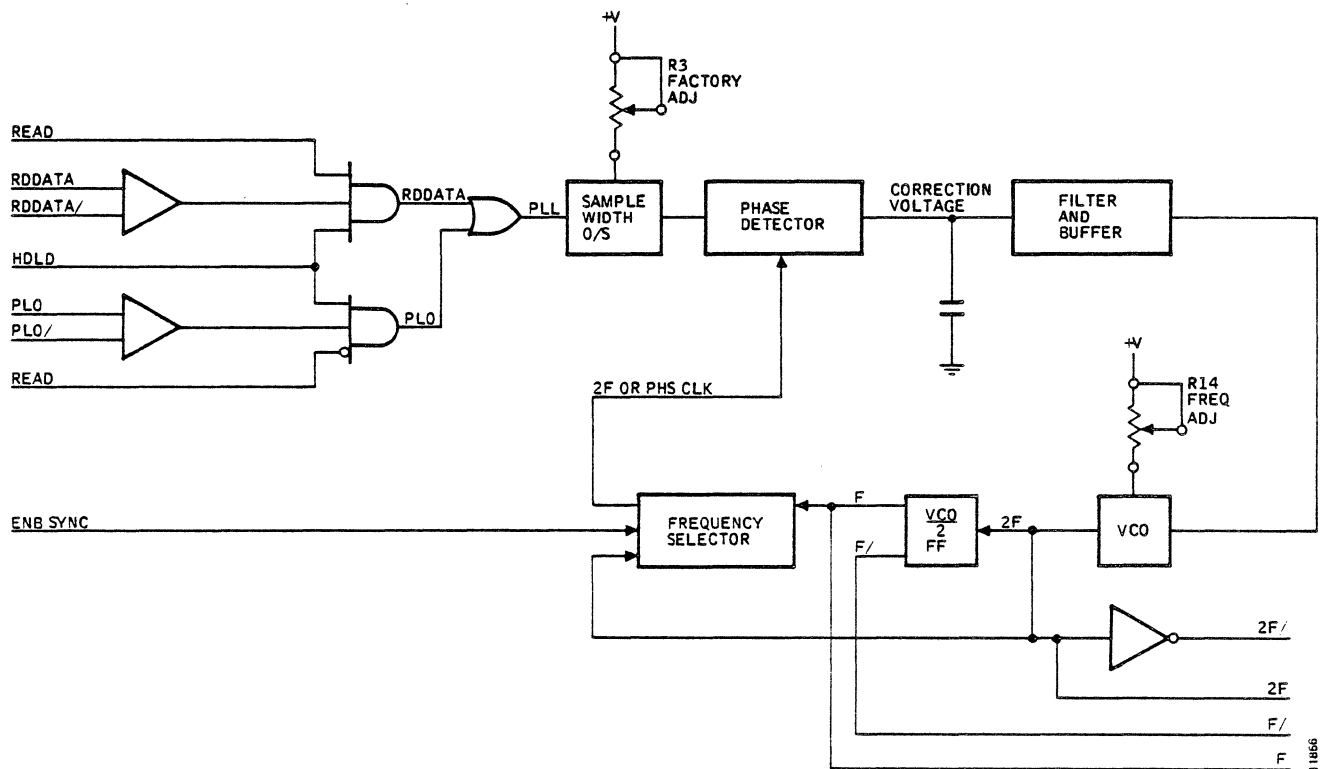 +V
R3
FACTORY
ADJ
READ
RDDATA
RDDATA/
HDLD
PLO
PLO/
READ
RDDATA
PLL
PLO
SAMPLE
WIDTH
O/S
PHASE
DETECTOR
CORRECTION
VOLTAGE
FILTER
AND
BUFFER
2F OR PHS CLK
+V
R14
FREQ
ADJ
ENB SYNC
FREQUENCY
SELECTOR
F
F/
VCO
2
FF
2F
VCO
2F/
2F
F/
F
11866